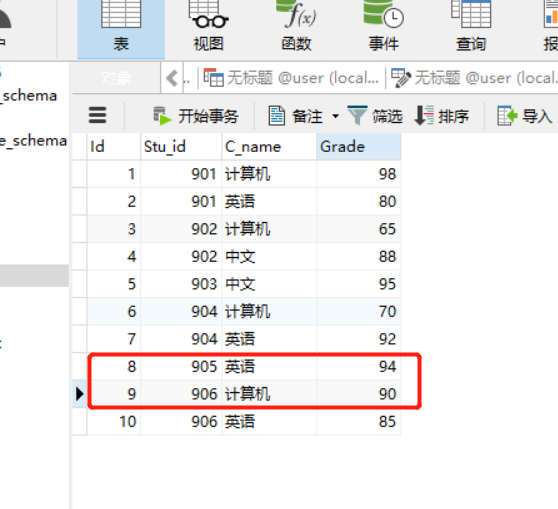 f(x)
表 视图 函数 事件 查询
_schema 对象 .. 无标题 @user (local... 无标题 @user (local.
开始事务 备注 筛选 排序 导入
e_schema
Id Stu_id C_name Grade
1 901 计算机 98
2 901 英语 80
3 902 计算机 65
4 902 中文 88
5 903 中文 95
6 904 计算机 70
7 904 英语 92
8 905 英语 94
9 906 计算机 90
10 906 英语 85